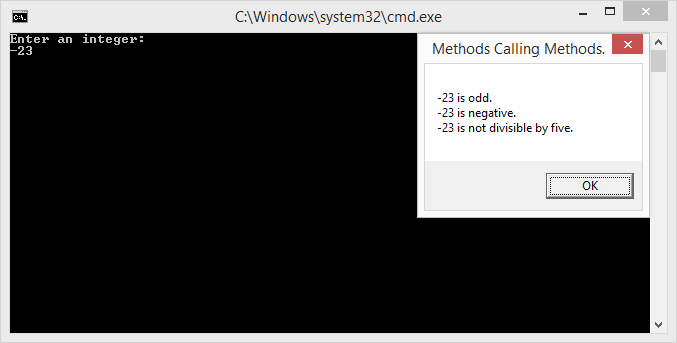 C:\Windows\system32\cmd.exe
Enter an integer:
-23
Methods Calling Methods.
-23 is odd.
-23 is negative.
-23 is not divisible by five.
OK